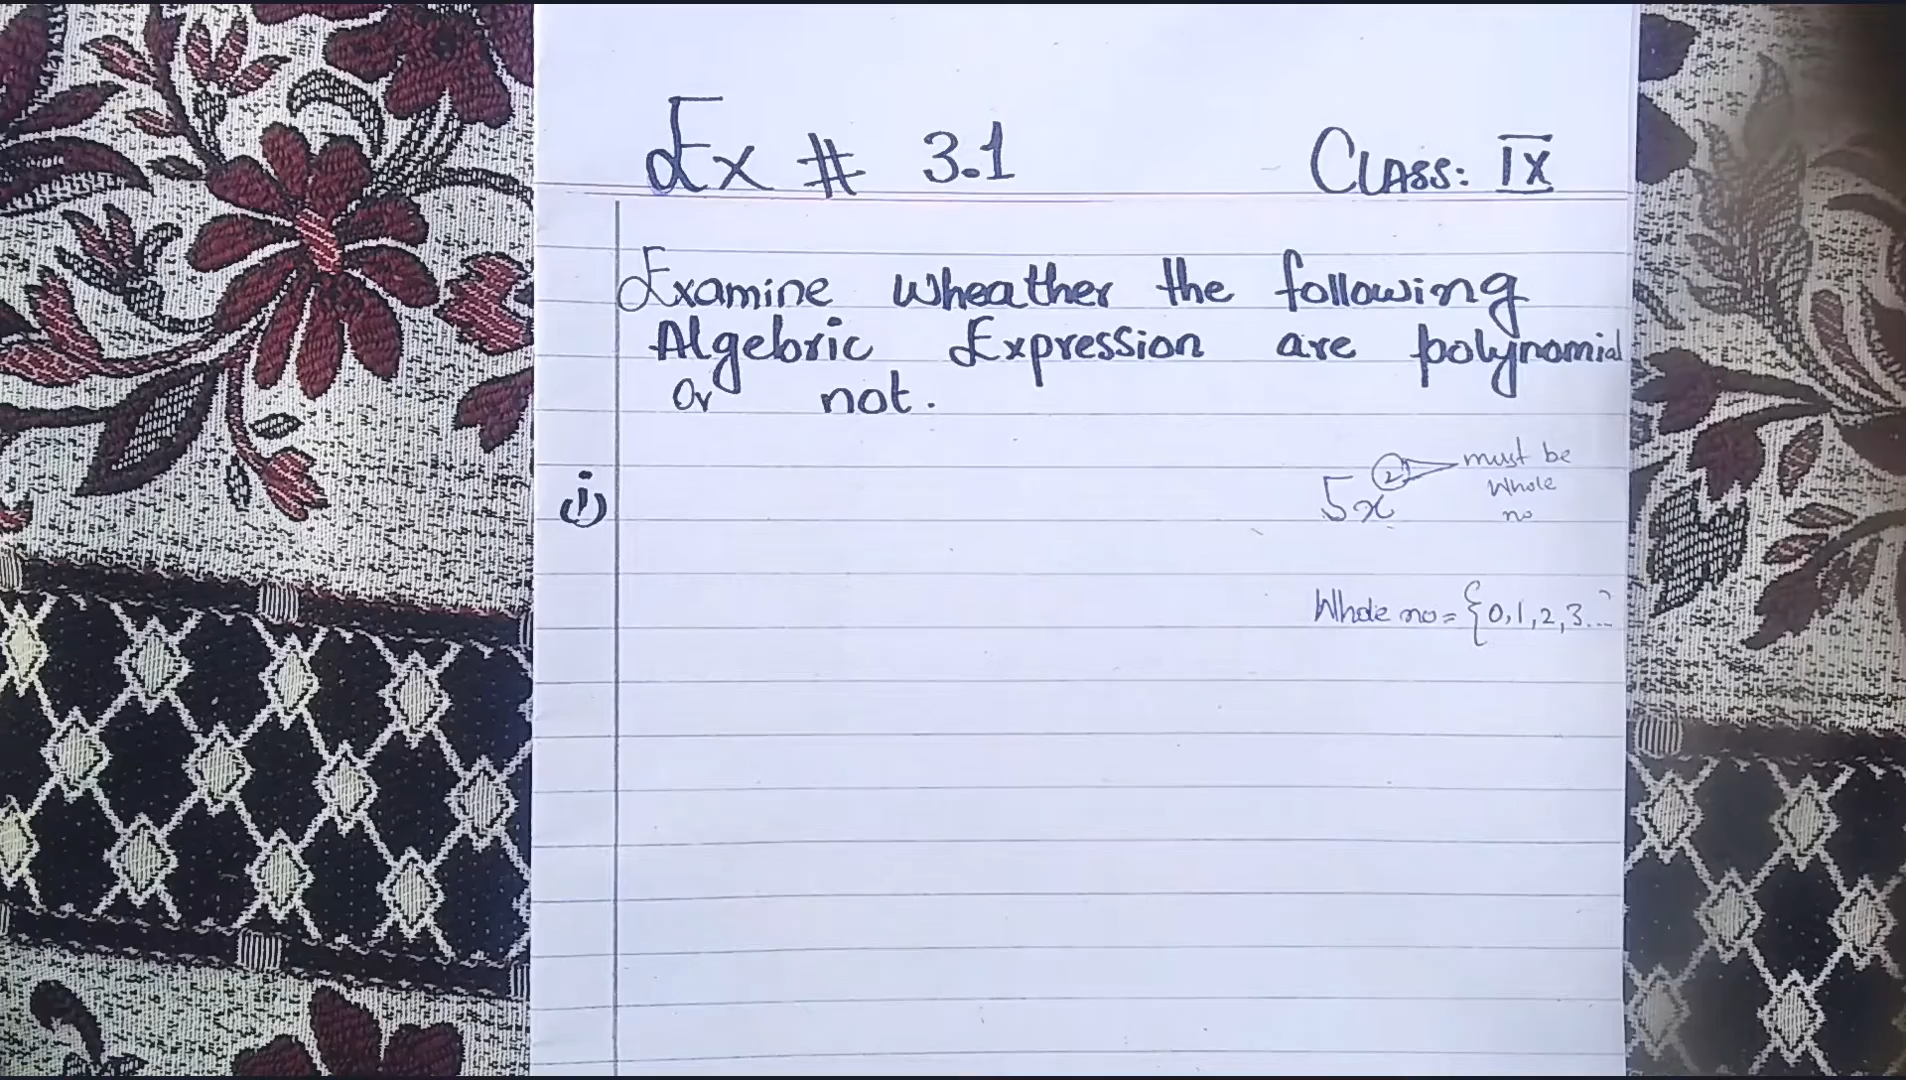 Ex # 3.1 Class: IX
Examine wheather the following
Algebric Expression are polynomial
Or not.
i)
5x² must be
Whole
no
Whole no = {0,1,2,3...}